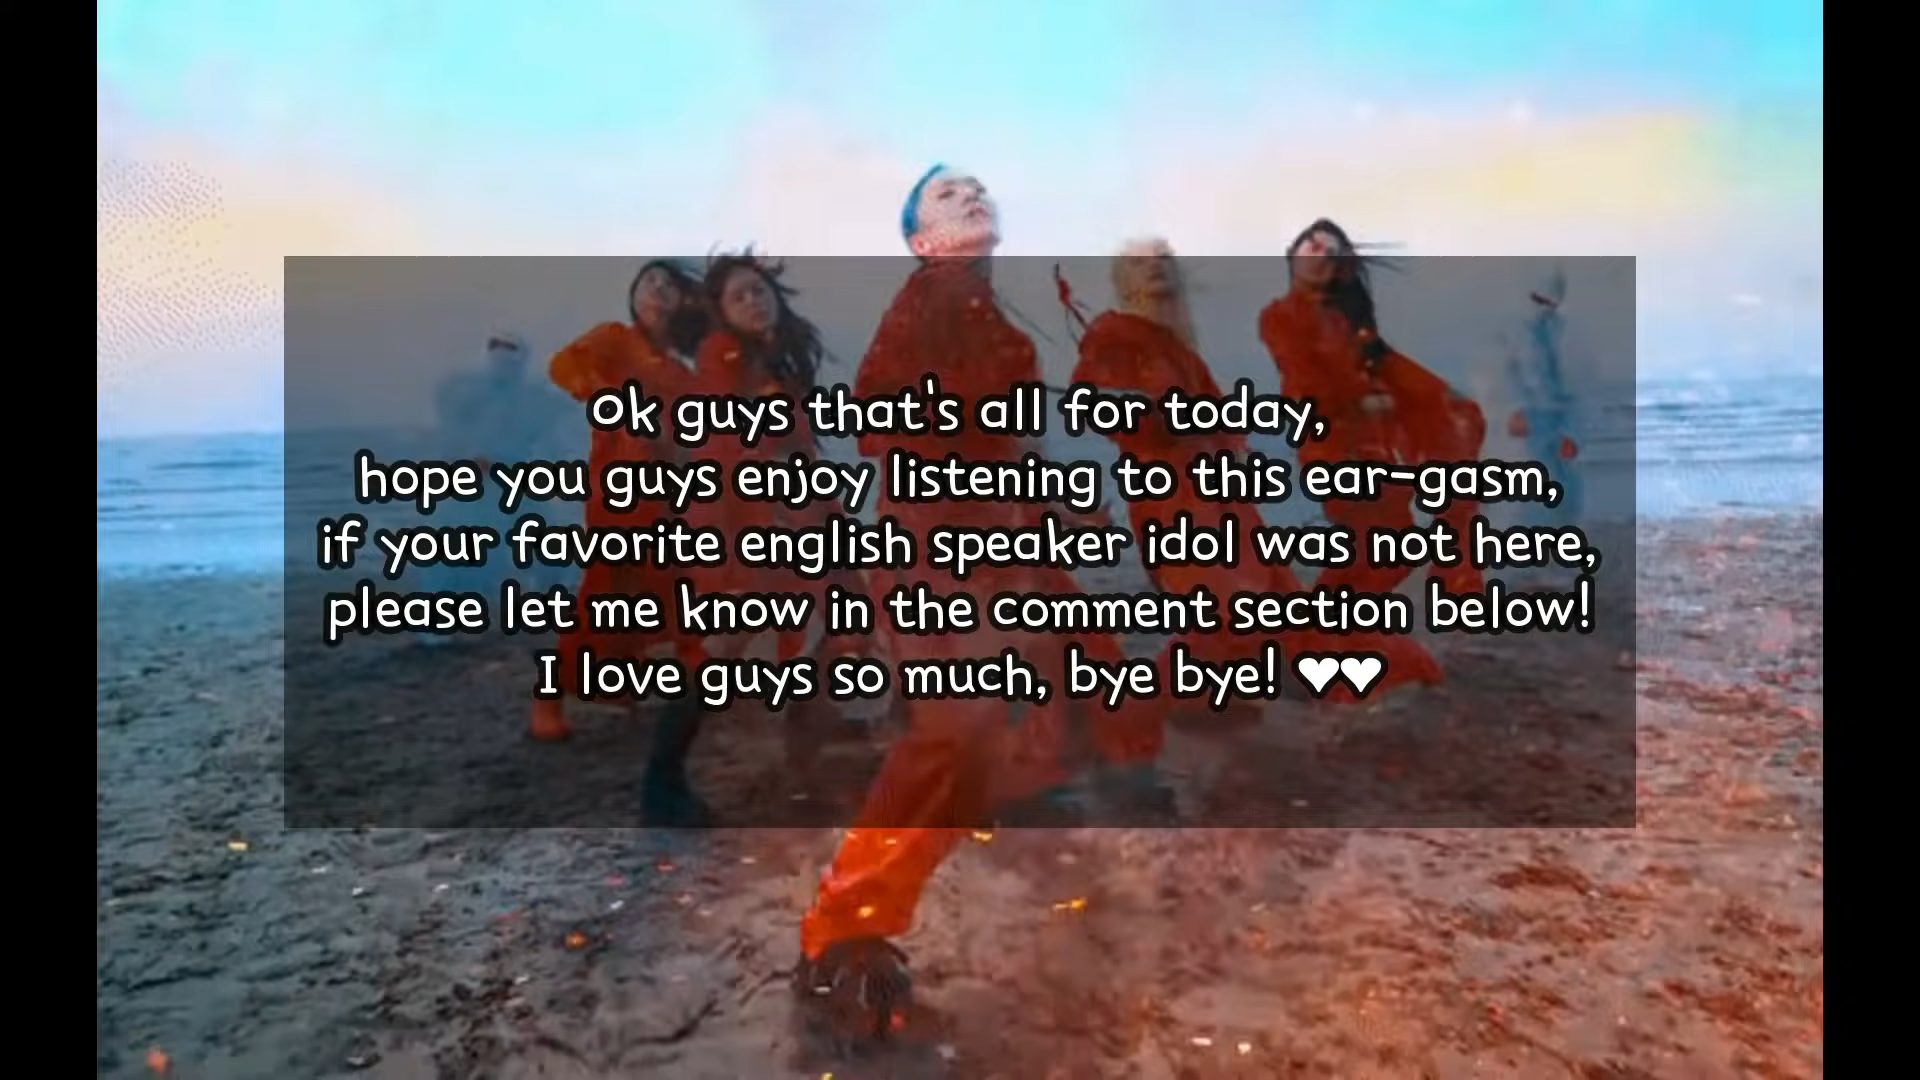 Ok guys that's all for today,
hope you guys enjoy listening to this ear-gasm,
if your favorite english speaker idol was not here,
please let me know in the comment section below!
I love guys so much, bye bye! ♥♥